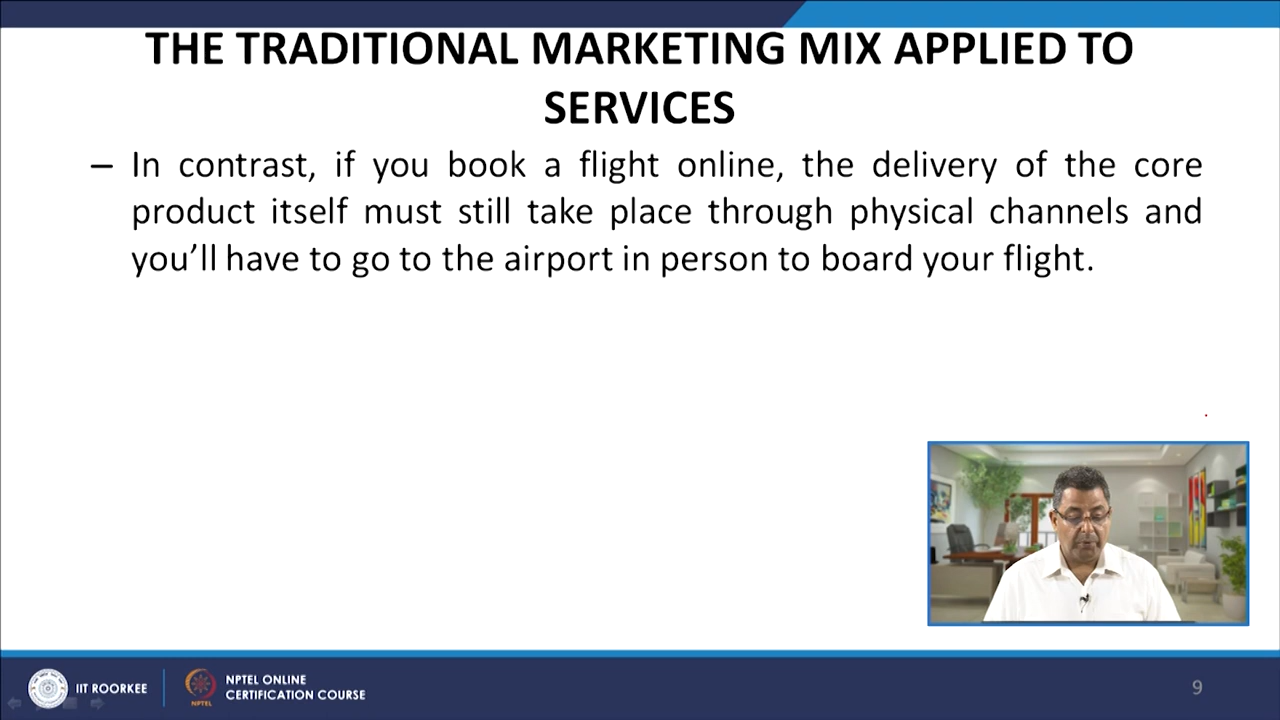 THE TRADITIONAL MARKETING MIX APPLIED TO
SERVICES
– In contrast, if you book a flight online, the delivery of the core
product itself must still take place through physical channels and
you’ll have to go to the airport in person to board your flight.
IIT ROORKEE
NPTEL
NPTEL ONLINE
CERTIFICATION COURSE
9